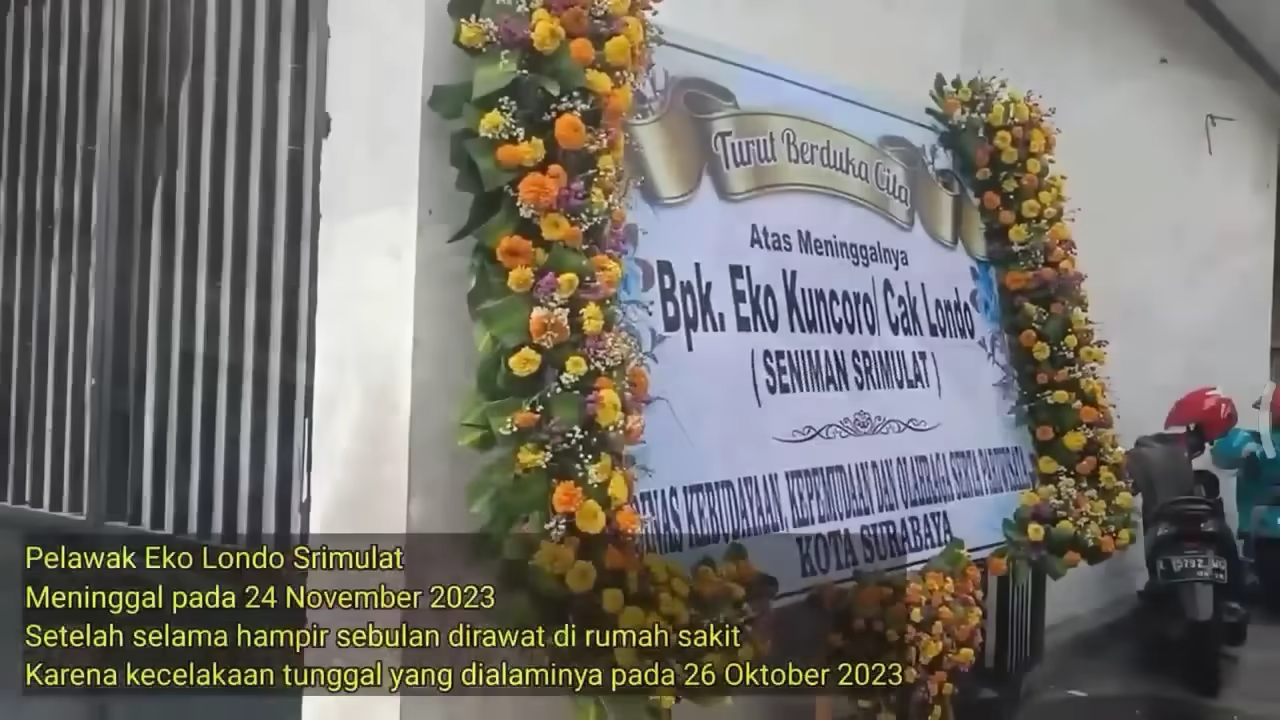 Turut Berduka Cita
Atas Meninggalnya
Bpk. Eko Kuncoro/ Cak Londo
( SENIMAN SRIMULAT )
DINAS KEBUDAYAAN, KEPEMUDAAN DAN OLAHRAGA SERTA PARIWISATA
KOTA SURABAYA
Pelawak Eko Londo Srimulat
Meninggal pada 24 November 2023
Setelah selama hampir sebulan dirawat di rumah sakit
Karena kecelakaan tunggal yang dialaminya pada 26 Oktober 2023